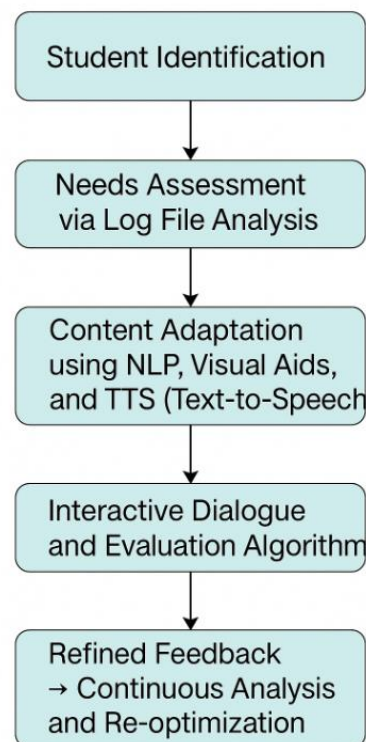 Student Identification
Needs Assessment
via Log File Analysis
Content Adaptation
using NLP, Visual Aids,
and TTS (Text-to-Speech
Interactive Dialogue
and Evaluation Algorithm
Refined Feedback
→ Continuous Analysis
and Re-optimization